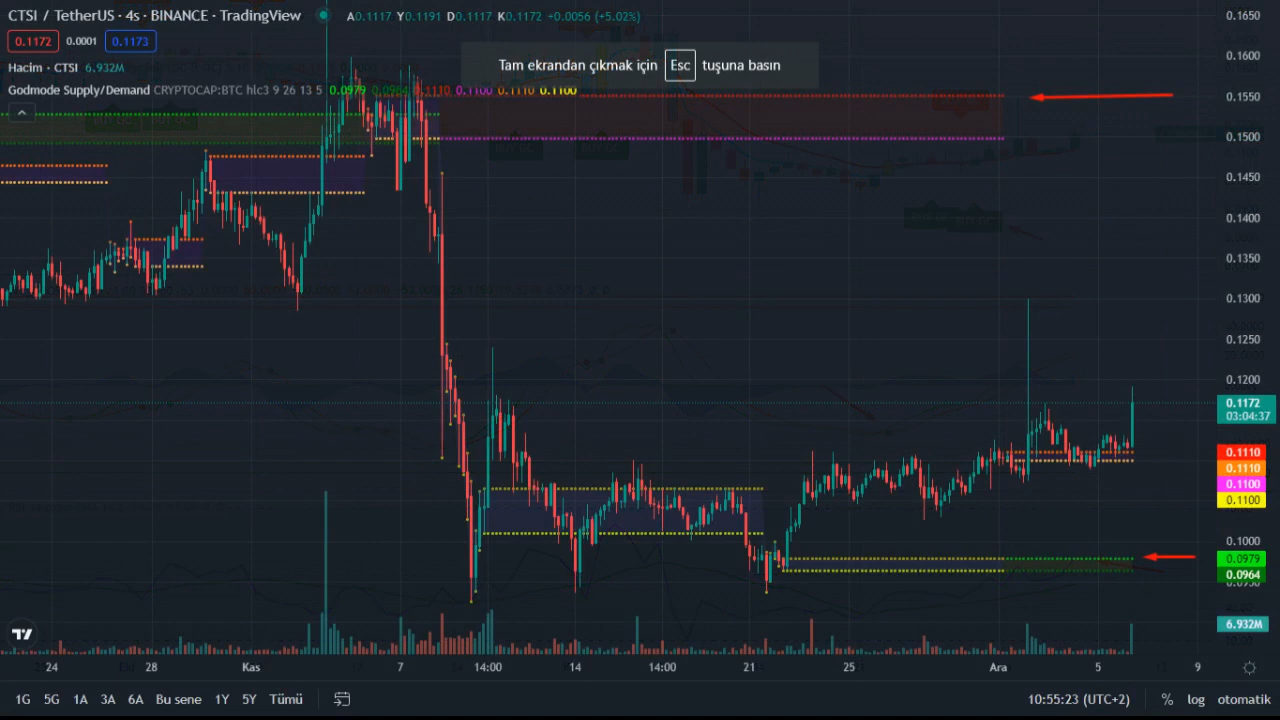 CTSI / TetherUS · 4s · BINANCE · TradingView A0.1117 Y0.1191 D0.1117 K0.1172 +0.0056 (+5.02%)
0.1172 0.0001 0.1173
Hacim · CTSI 6.932M
Godmode Supply/Demand CRYPTOCAP:BTC hlc3 9 26 13 5 0.0979 0.0964 0.1110 0.1100 0.1110 0.1100
Tam ekrandan çıkmak için Esc tuşuna basın
0.1650
0.1600
0.1550
0.1500
0.1450
0.1400
0.1350
0.1300
0.1250
0.1200
0.1172
03:04:37
0.1110
0.1110
0.1100
0.1100
0.1000
0.0979
0.0964
6.932M
24 28 Kas 7 14:00 14 14:00 21 25 Ara 5 9
1G 5G 1A 3A 6A Bu sene 1Y 5Y Tümü 10:55:23 (UTC+2) % log otomatik